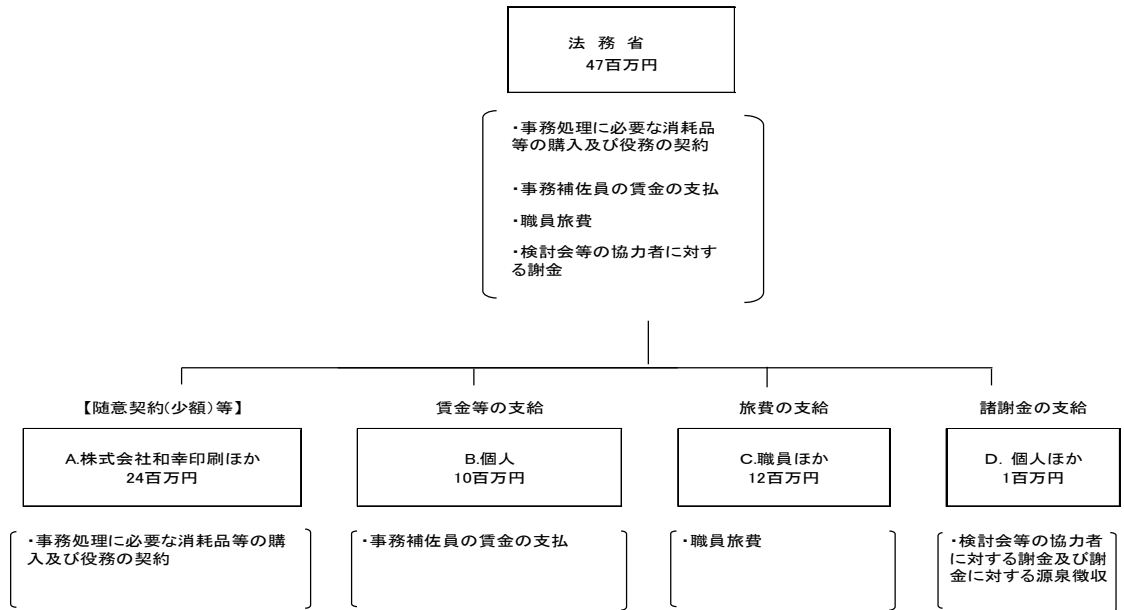 法 務 省
47百万円
・事務処理に必要な消耗品
等の購入及び役務の契約
・事務補佐員の賃金の支払
・職員旅費
・検討会等の協力者に対す
る謝金
【随意契約(少額)等】
賃金等の支給
旅費の支給
諸謝金の支給
A.株式会社和幸印刷ほか
24百万円
B.個人
10百万円
C.職員ほか
12百万円
D. 個人ほか
1百万円
・事務処理に必要な消耗品等の購
入及び役務の契約
・事務補佐員の賃金の支払
・職員旅費
・検討会等の協力者
に対する謝金及び謝
金に対する源泉徴収